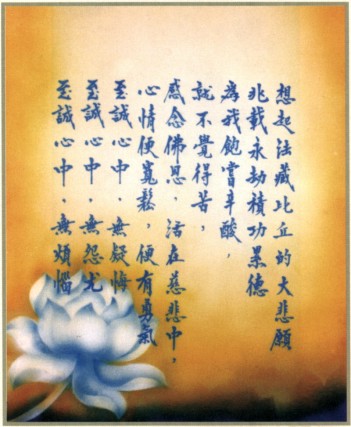 想起法藏比丘的大悲願
兆載永劫積功累德
為我飽嘗辛酸，
就不覺得苦，
感念佛恩，活在慈悲中，
心情便寬鬆，便有勇氣
至誠心中，無疑悔
至誠心中，無怨尤
至誠心中，無煩惱